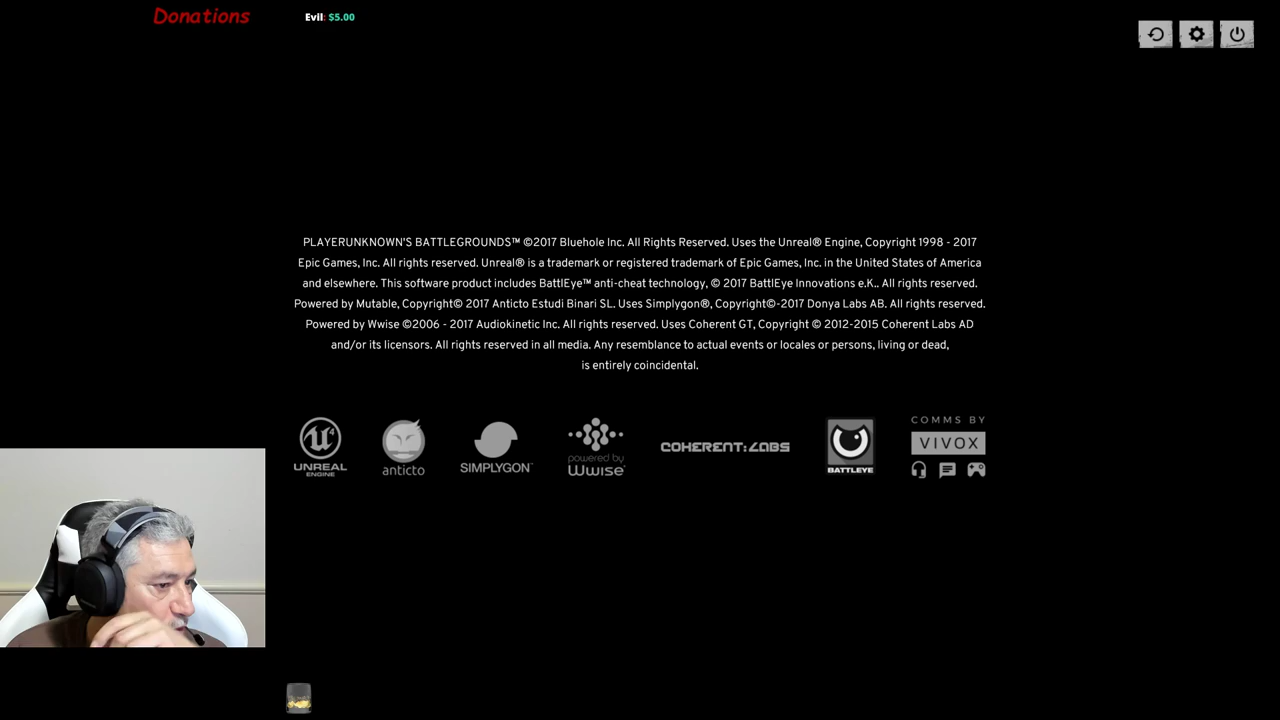 Donations
Evil: $5.00
PLAYERUNKNOWN'S BATTLEGROUNDS™ ©2017 Bluehole Inc. All Rights Reserved. Uses the Unreal® Engine, Copyright 1998 - 2017
Epic Games, Inc. All rights reserved. Unreal® is a trademark or registered trademark of Epic Games, Inc. in the United States of America
and elsewhere. This software product includes BattlEye™ anti-cheat technology, © 2017 BattlEye Innovations e.K.. All rights reserved.
Powered by Mutable, Copyright© 2017 Anticto Estudi Binari SL. Uses Simplygon®, Copyright©-2017 Donya Labs AB. All rights reserved.
Powered by Wwise ©2006 - 2017 Audiokinetic Inc. All rights reserved. Uses Coherent GT, Copyright © 2012-2015 Coherent Labs AD
and/or its licensors. All rights reserved in all media. Any resemblance to actual events or locales or persons, living or dead,
is entirely coincidental.
UNREAL
ENGINE
anticto
SIMPLYGON
powered by
Wwise
COHERENT:LABS
BATTLEYE
COMMS BY
VIVOX